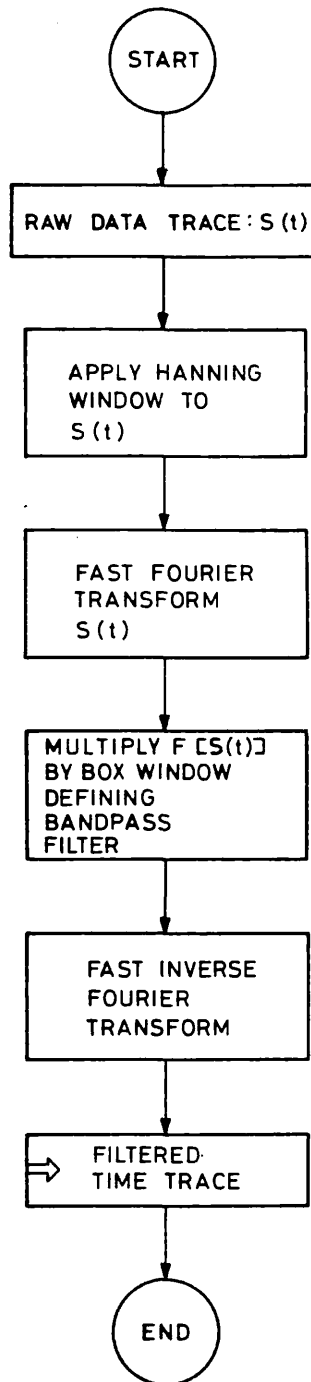 START
RAW DATA TRACE: S(t)
APPLY HANNING
WINDOW TO
S(t)
FAST FOURIER
TRANSFORM
S(t)
MULTIPLY F [S(t)]
BY BOX WINDOW
DEFINING
BANDPASS
FILTER
FAST INVERSE
FOURIER
TRANSFORM
⇒ FILTERED
TIME TRACE
END